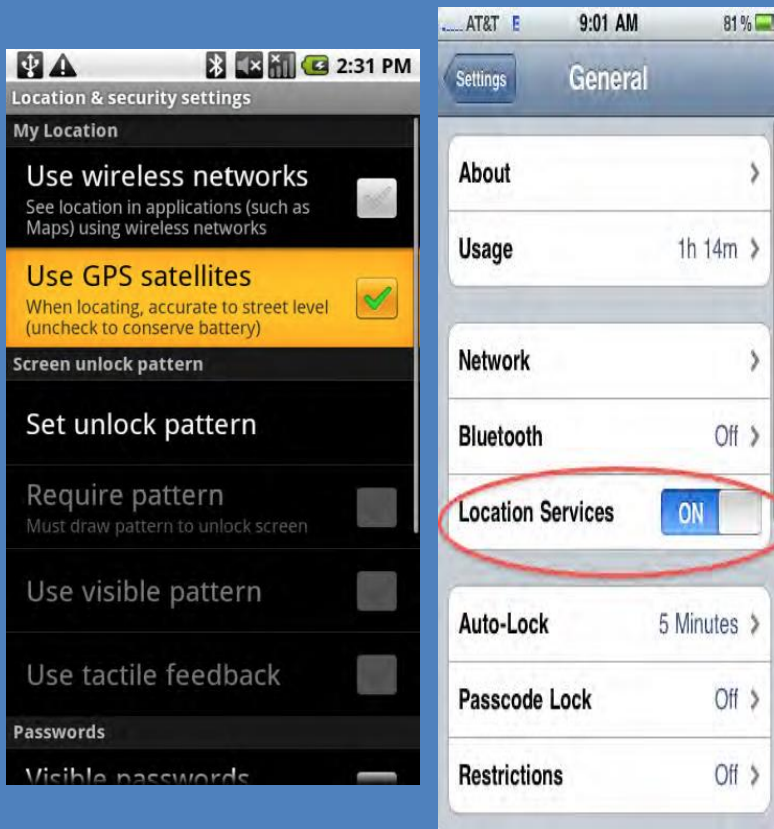 2:31 PM
Location & security settings
My Location
Use wireless networks
See location in applications (such as
Maps) using wireless networks
Use GPS satellites
When locating, accurate to street level
(uncheck to conserve battery)
Screen unlock pattern
Set unlock pattern
Require pattern
Must draw pattern to unlock screen
Use visible pattern
Use tactile feedback
Passwords
Visible passwords
AT&T E 9:01 AM 81%
Settings General
About
Usage 1h 14m
Network
Bluetooth Off
Location Services ON
Auto-Lock 5 Minutes
Passcode Lock Off
Restrictions Off